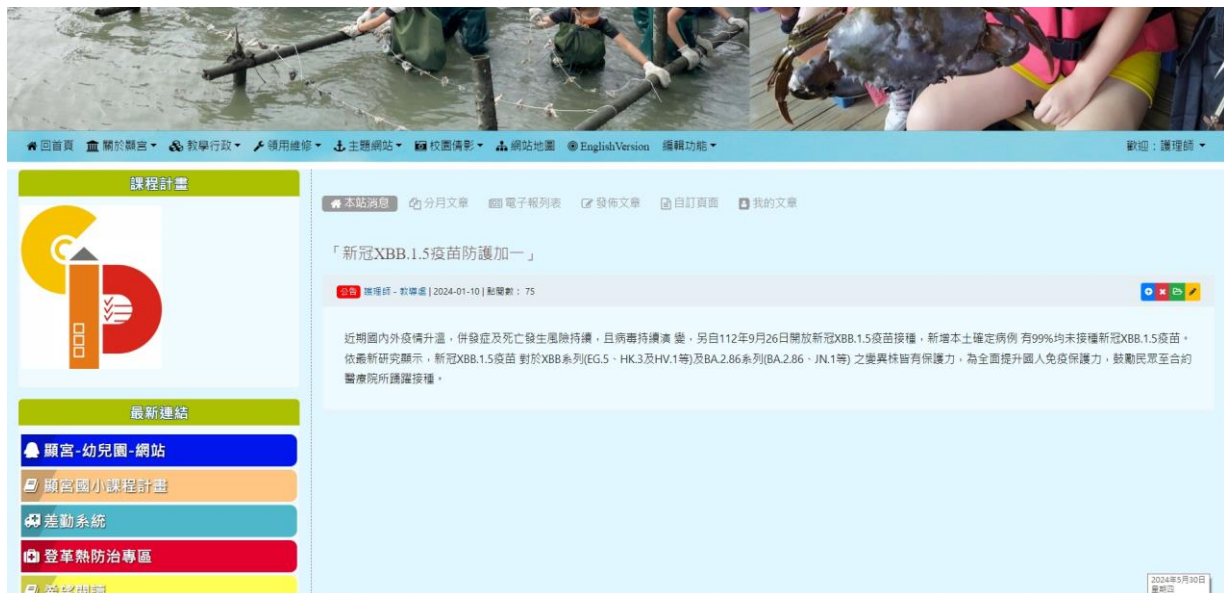 回首頁 關於顯宮 教學行政 領用維修 主題網站 校園倩影 網站地圖 EnglishVersion 編輯功能 歡迎：護理師
課程計畫
本站消息 分月文章 電子報列表 發佈文章 自訂頁面 我的文章
「新冠XBB.1.5疫苗防護加一」
公告 護理師 - 教導處 | 2024-01-10 | 點閱數： 75
近期國內外疫情升溫，併發症及死亡發生風險持續，且病毒持續演 變，另自112年9月26日開放新冠XBB.1.5疫苗接種，新增本土確定病例 有99%均未接種新冠XBB.1.5疫苗。
依最新研究顯示，新冠XBB.1.5疫苗 對於XBB系列(EG.5、HK.3及HV.1等)及BA.2.86系列(BA.2.86、JN.1等) 之變異株皆有保護力，為全面提升國人免疫保護力，鼓勵民眾至合約
醫療院所踴躍接種。
最新連結
顯宮-幼兒園-網站
顯宮國小課程計畫
差勤系統
登革熱防治專區
2024年5月30日
星期四